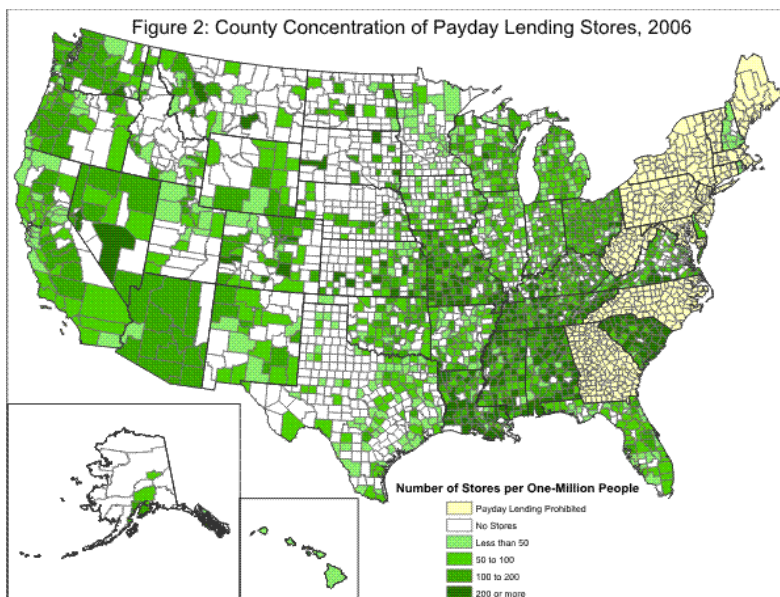 Figure 2: County Concentration of Payday Lending Stores, 2006
Number of Stores per One-Million People
Payday Lending Prohibited
No Stores
Less than 50
50 to 100
100 to 200
200 or more